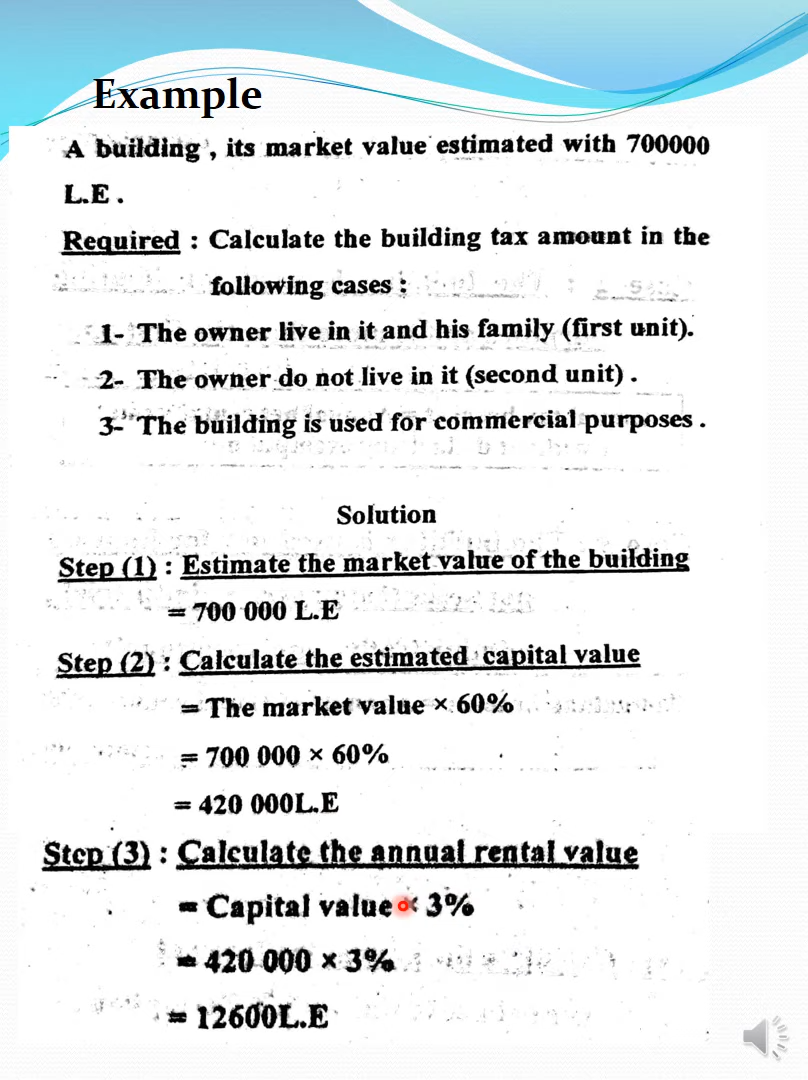 Example
A building , its market value estimated with 700000
L.E .
Required : Calculate the building tax amount in the
following cases :
1- The owner live in it and his family (first unit).
2- The owner do not live in it (second unit) .
3- The building is used for commercial purposes .
Solution
Step (1) : Estimate the market value of the building
= 700 000 L.E
Step (2) : Calculate the estimated capital value
= The market value × 60%
= 700 000 × 60%
= 420 000L.E
Step (3) : Calculate the annual rental value
= Capital value × 3%
= 420 000 × 3%
= 12600L.E